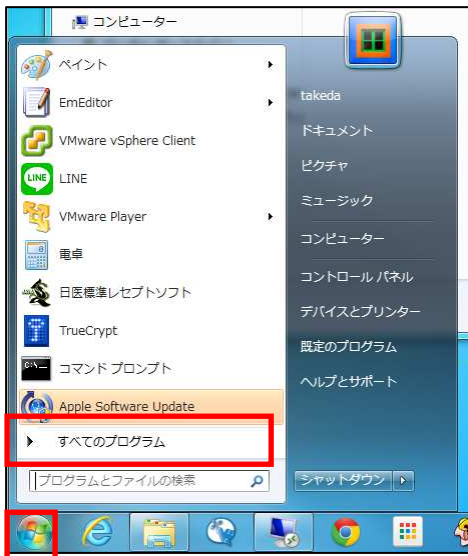 コンピューター
ペイント
EmEditor
VMware vSphere Client
LINE
LINE
VMware Player
電卓
日医標準レセプトソフト
TrueCrypt
C:\_
コマンド プロンプト
Apple Software Update
すべてのプログラム
プログラムとファイルの検索
takeda
ドキュメント
ピクチャ
ミュージック
コンピューター
コントロール パネル
デバイスとプリンター
既定のプログラム
ヘルプとサポート
シャットダウン